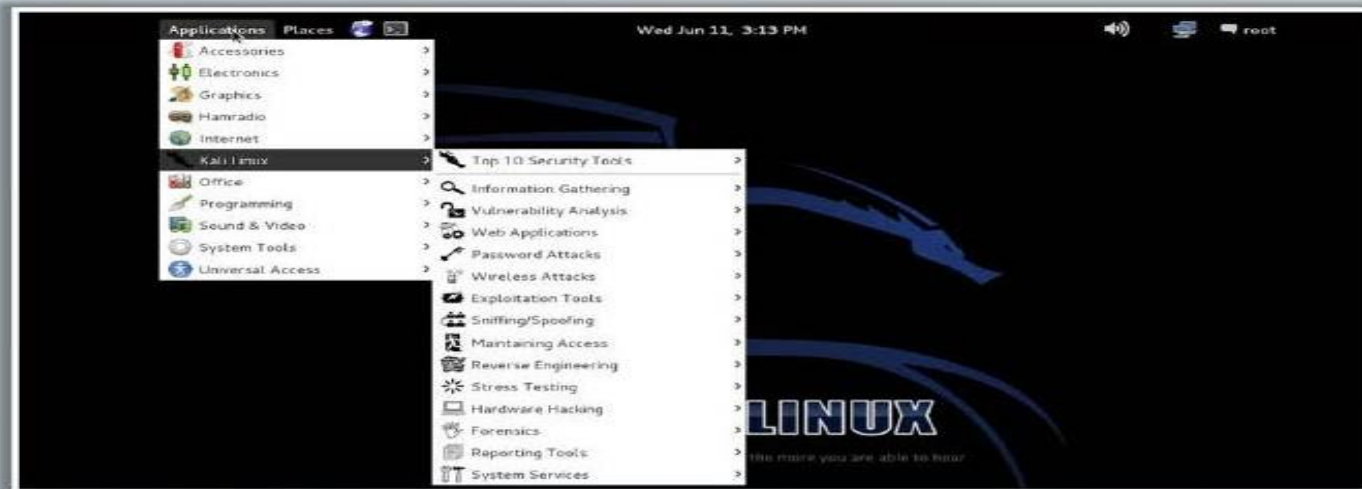 Applications Places Wed Jun 11, 3:13 PM root
Accessories
Electronics
Graphics
Hamradio
Internet
Kali Linux
Office
Programming
Sound & Video
System Tools
Universal Access
Top 10 Security Tools
Information Gathering
Vulnerability Analysis
Web Applications
Password Attacks
Wireless Attacks
Exploitation Tools
Sniffing/Spoofing
Maintaining Access
Reverse Engineering
Stress Testing
Hardware Hacking
Forensics
Reporting Tools
System Services
LINUX
the more you are able to hear